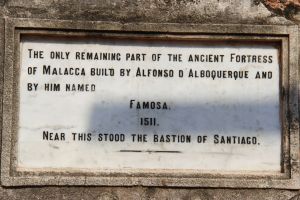 THE ONLY REMAINING PART OF THE ANCIENT FORTRESS
OF MALACCA BUILD BY ALFONSO D ALBOQUERQUE AND
BY HIM NAMED
FAMOSA.
1511.
NEAR THIS STOOD THE BASTION OF SANTIAGO.